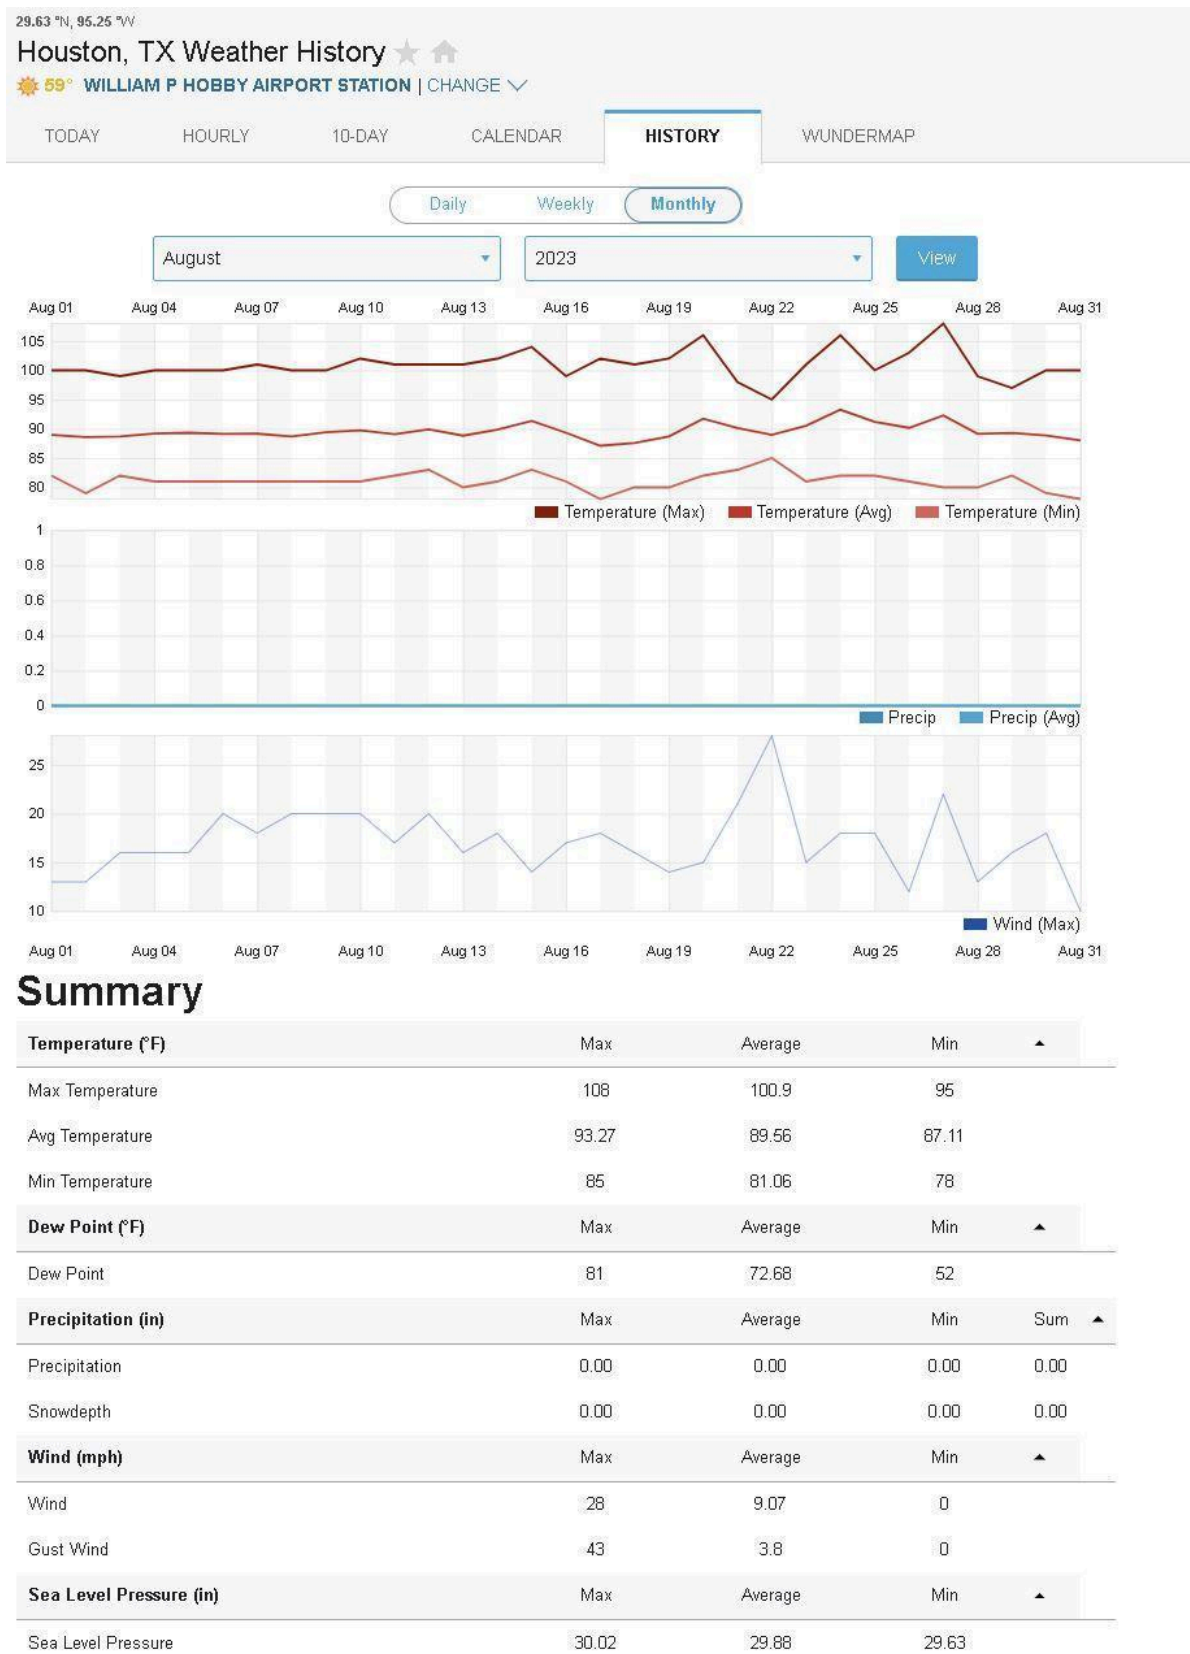 29.63 °N, 95.25 °W
Houston, TX Weather History
59° WILLIAM P HOBBY AIRPORT STATION | CHANGE
TODAY HOURLY 10-DAY CALENDAR HISTORY WUNDERMAP
Daily Weekly Monthly
August 2023 View
Aug 01 Aug 04 Aug 07 Aug 10 Aug 13 Aug 16 Aug 19 Aug 22 Aug 25 Aug 28 Aug 31
105
100
95
90
85
80
Temperature (Max) Temperature (Avg) Temperature (Min)
1
0.8
0.6
0.4
0.2
0
Precip Precip (Avg)
25
20
15
10
Wind (Max)
Aug 01 Aug 04 Aug 07 Aug 10 Aug 13 Aug 16 Aug 19 Aug 22 Aug 25 Aug 28 Aug 31
Summary
Temperature (°F) Max Average Min
Max Temperature 108 100.9 95
Avg Temperature 93.27 89.56 87.11
Min Temperature 85 81.06 78
Dew Point (°F) Max Average Min
Dew Point 81 72.68 52
Precipitation (in) Max Average Min Sum
Precipitation 0.00 0.00 0.00 0.00
Snowdepth 0.00 0.00 0.00 0.00
Wind (mph) Max Average Min
Wind 28 9.07 0
Gust Wind 43 3.8 0
Sea Level Pressure (in) Max Average Min
Sea Level Pressure 30.02 29.88 29.63